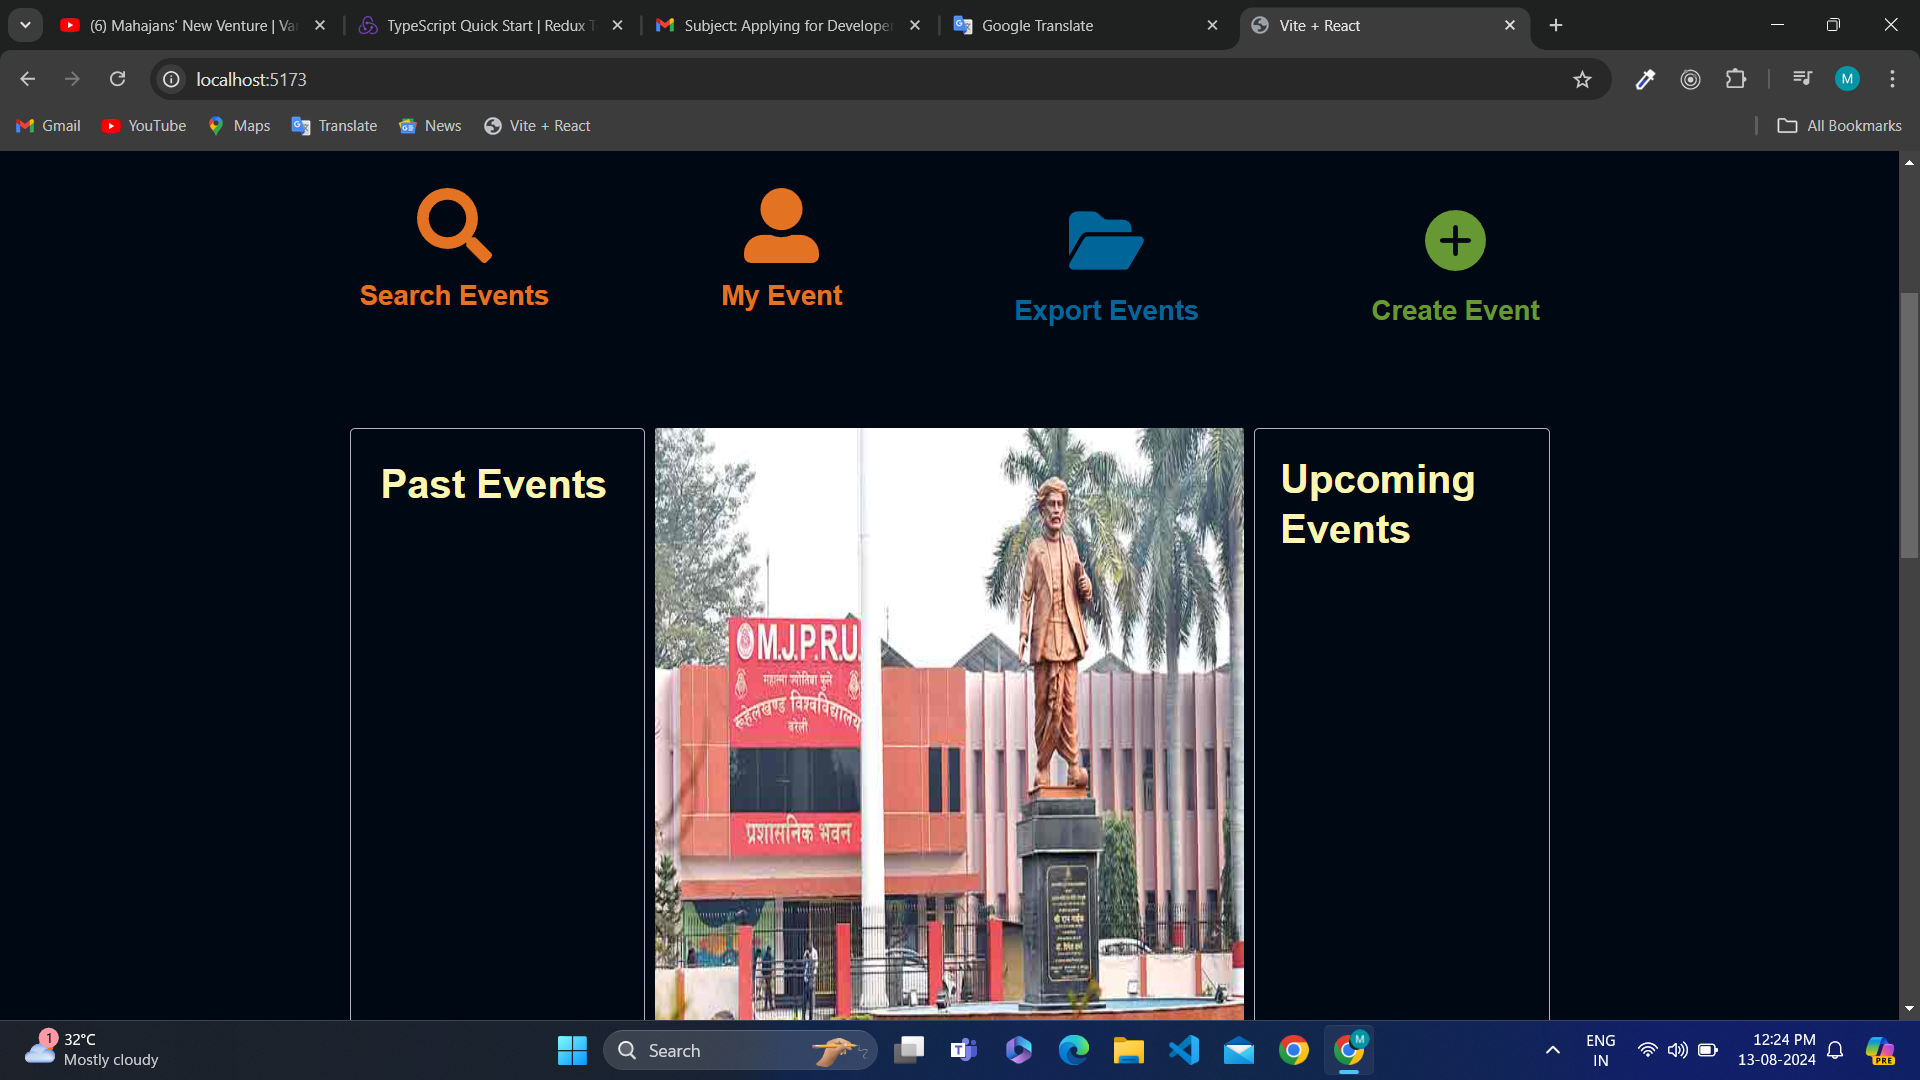 (6) Mahajans' New Venture | Va
TypeScript Quick Start | Redux T
Subject: Applying for Develope
Google Translate
Vite + React
localhost:5173
M
Gmail
YouTube
Maps
Translate
News
Vite + React
All Bookmarks
Search Events
My Event
Export Events
Create Event
Past Events
Upcoming
Events
M.J.P.R.U.
महात्मा ज्योतिबा फुले
रूहेलखण्ड विश्वविद्यालय
बरेली
प्रशासनिक भवन
1
32°C
Mostly cloudy
Search
M
PRE
ENG
IN
12:24 PM
13-08-2024